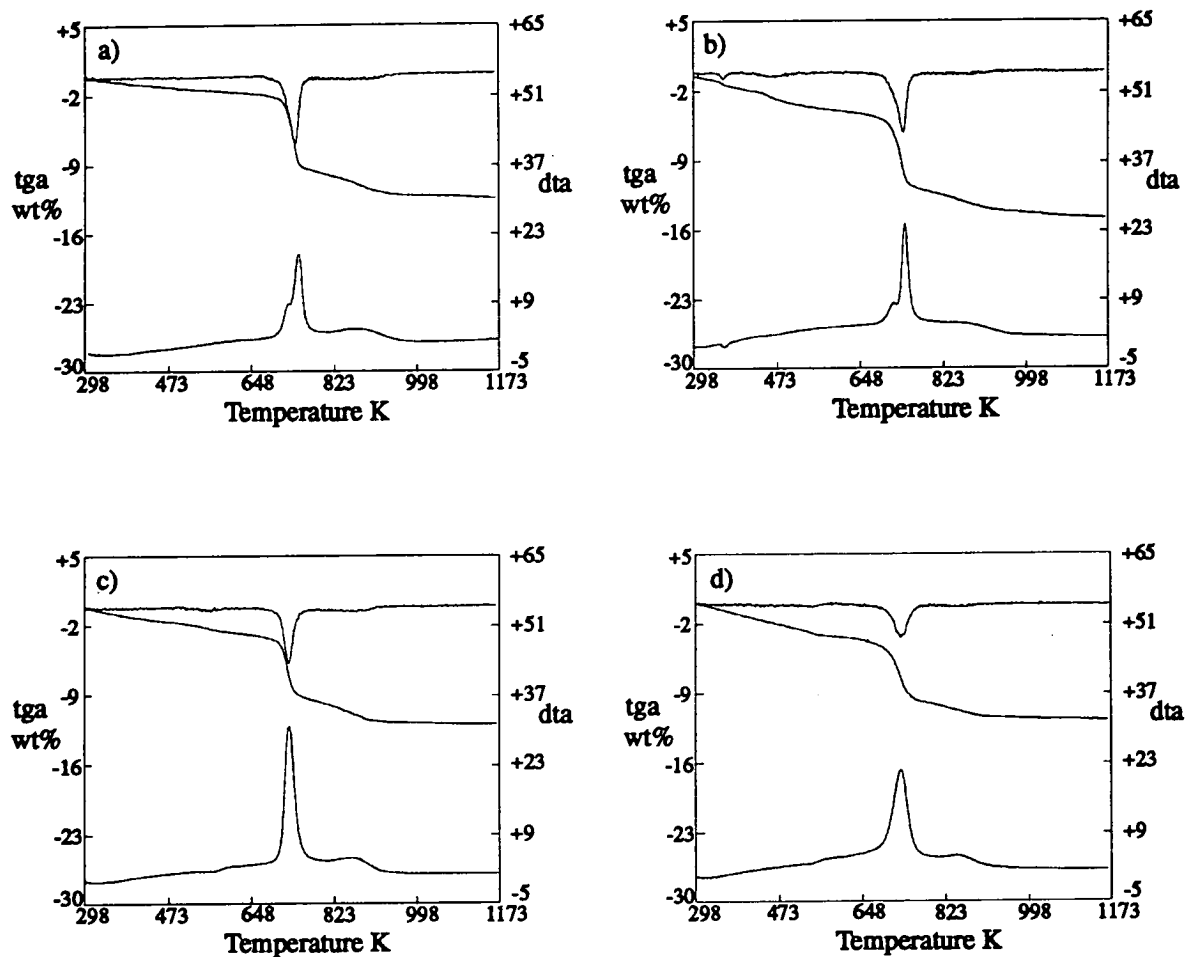 a)
+5
-2
-9
-16
-23
-30
tga
wt%
+65
+51
+37
+23
+9
-5
dta
298 473 648 823 998 1173
Temperature K
b)
+5
-2
-9
-16
-23
-30
tga
wt%
+65
+51
+37
+23
+9
-5
dta
298 473 648 823 998 1173
Temperature K
c)
+5
-2
-9
-16
-23
-30
tga
wt%
+65
+51
+37
+23
+9
-5
dta
298 473 648 823 998 1173
Temperature K
d)
+5
-2
-9
-16
-23
-30
tga
wt%
+65
+51
+37
+23
+9
-5
dta
298 473 648 823 998 1173
Temperature K